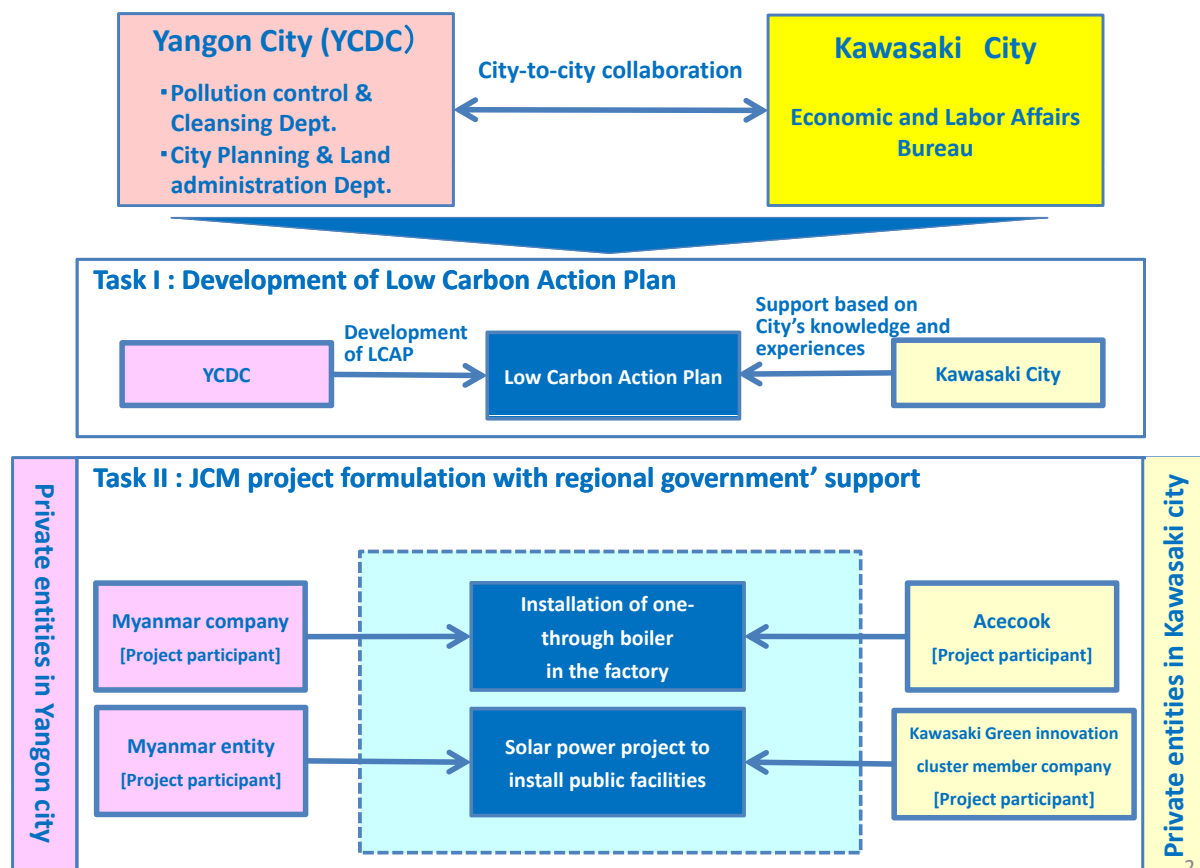 Yangon City (YCDC）
・Pollution control &
Cleansing Dept.
・City Planning & Land
administration Dept.
City-to-city collaboration
Kawasaki City
Economic and Labor Affairs
Bureau
Task I : Development of Low Carbon Action Plan
YCDC
Development
of LCAP
Low Carbon Action Plan
Support based on
City's knowledge and
experiences
Kawasaki City
Private entities in Yangon city
Task II : JCM project formulation with regional government' support
Myanmar company
[Project participant]
Installation of one-
through boiler
in the factory
Acecook
[Project participant]
Myanmar entity
[Project participant]
Solar power project to
install public facilities
Kawasaki Green innovation
cluster member company
[Project participant]
Private entities in Kawasaki city
2